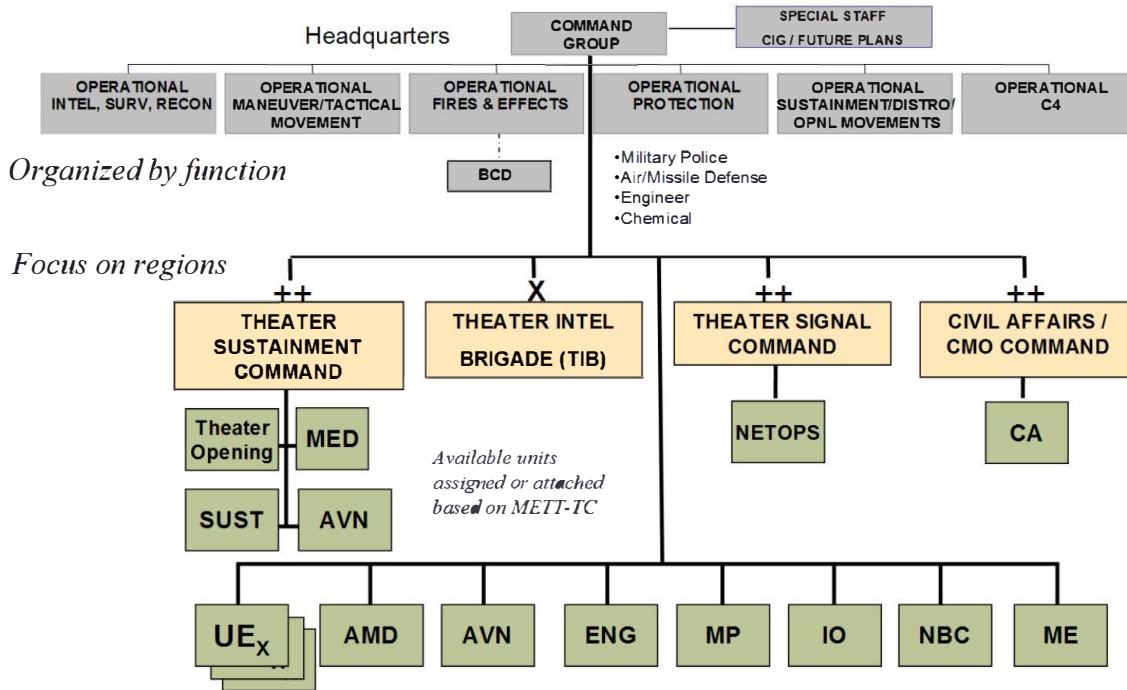 Headquarters
COMMAND
GROUP
SPECIAL STAFF
CIG / FUTURE PLANS
OPERATIONAL
INTEL, SURV, RECON
OPERATIONAL
MANEUVER/TACTICAL
MOVEMENT
OPERATIONAL
FIRES & EFFECTS
OPERATIONAL
PROTECTION
OPERATIONAL
SUSTAINMENT/DISTRO/
OPNL MOVEMENTS
OPERATIONAL
C4
Organized by function
BCD
•Military Police
•Air/Missile Defense
•Engineer
•Chemical
Focus on regions
++
X
++
++
THEATER
SUSTAINMENT
COMMAND
THEATER INTEL
BRIGADE (TIB)
THEATER SIGNAL
COMMAND
CIVIL AFFAIRS /
CMO COMMAND
Theater
Opening
MED
SUST
AVN
NETOPS
CA
Available units
assigned or attached
based on METT-TC
UEX
AMD
AVN
ENG
MP
IO
NBC
ME